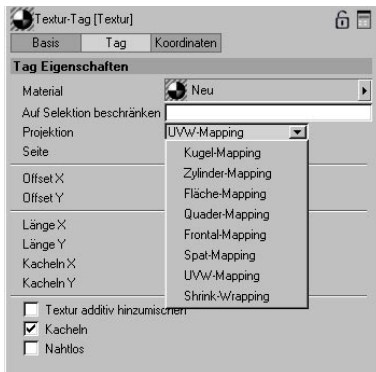 Textur-Tag [Textur]
Basis Tag Koordinaten
Tag Eigenschaften
Material Neu
Auf Selektion beschränken
Projektion UVW-Mapping
Seite
Kugel-Mapping
Zylinder-Mapping
Fläche-Mapping
Quader-Mapping
Frontal-Mapping
Spat-Mapping
UVW-Mapping
Shrink-Wrapping
Offset X
Offset Y
Länge X
Länge Y
Kacheln X
Kacheln Y
Textur additiv hinzumischen
Kacheln
Nahtlos